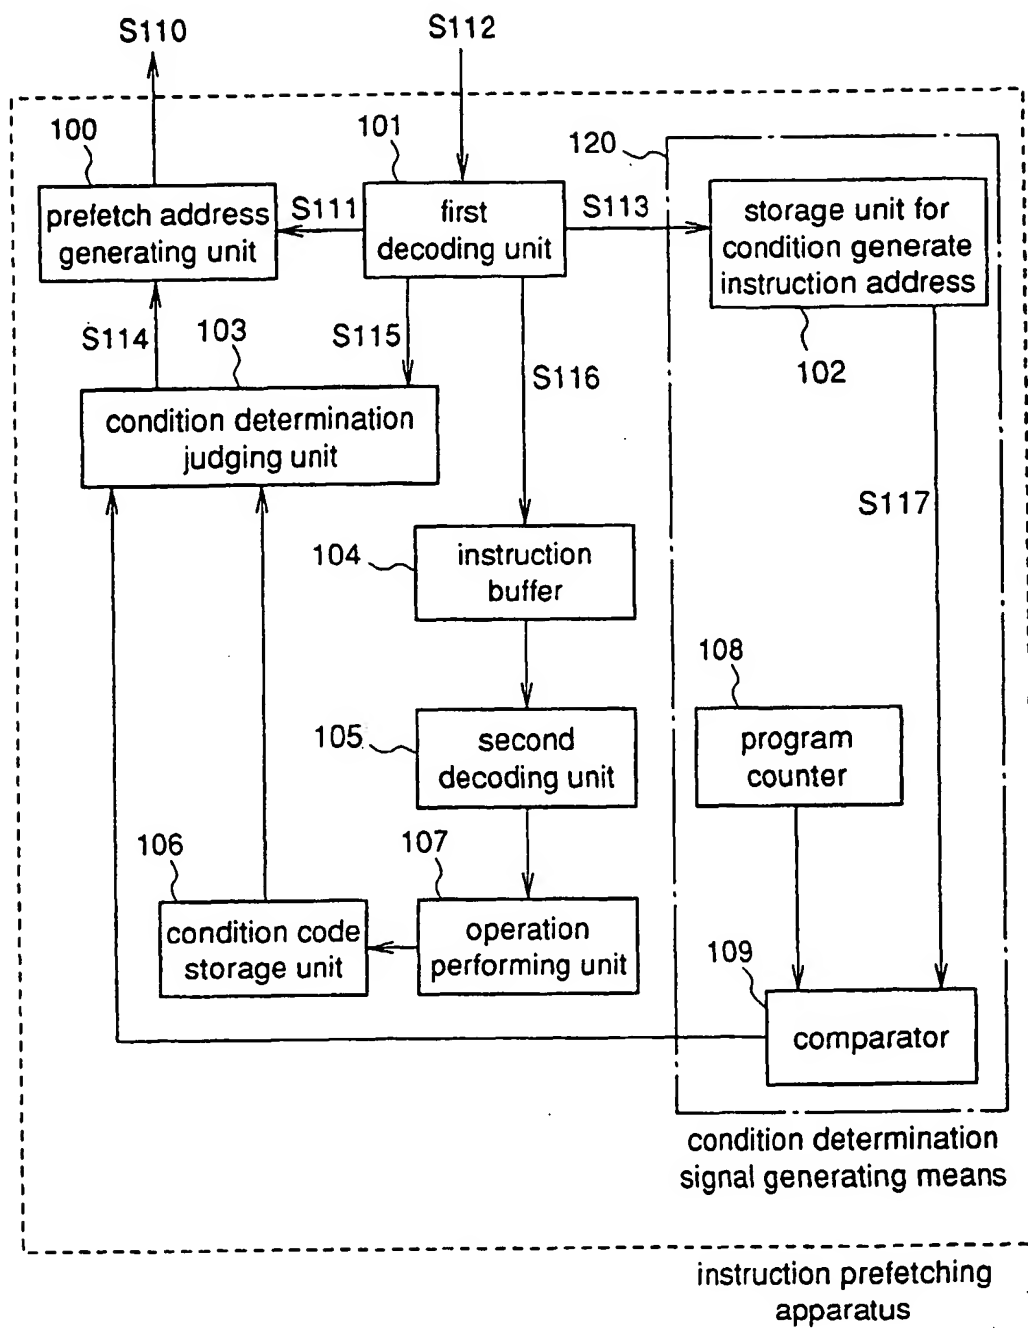 S110
S112
100
101
120
prefetch address
generating unit
S111
first
decoding unit
S113
storage unit for
condition generate
instruction address
S114
103
S115
S116
102
condition determination
judging unit
S117
104
instruction
buffer
108
105
second
decoding unit
program
counter
106
107
condition code
storage unit
operation
performing unit
109
comparator
condition determination
signal generating means
instruction prefetching
apparatus